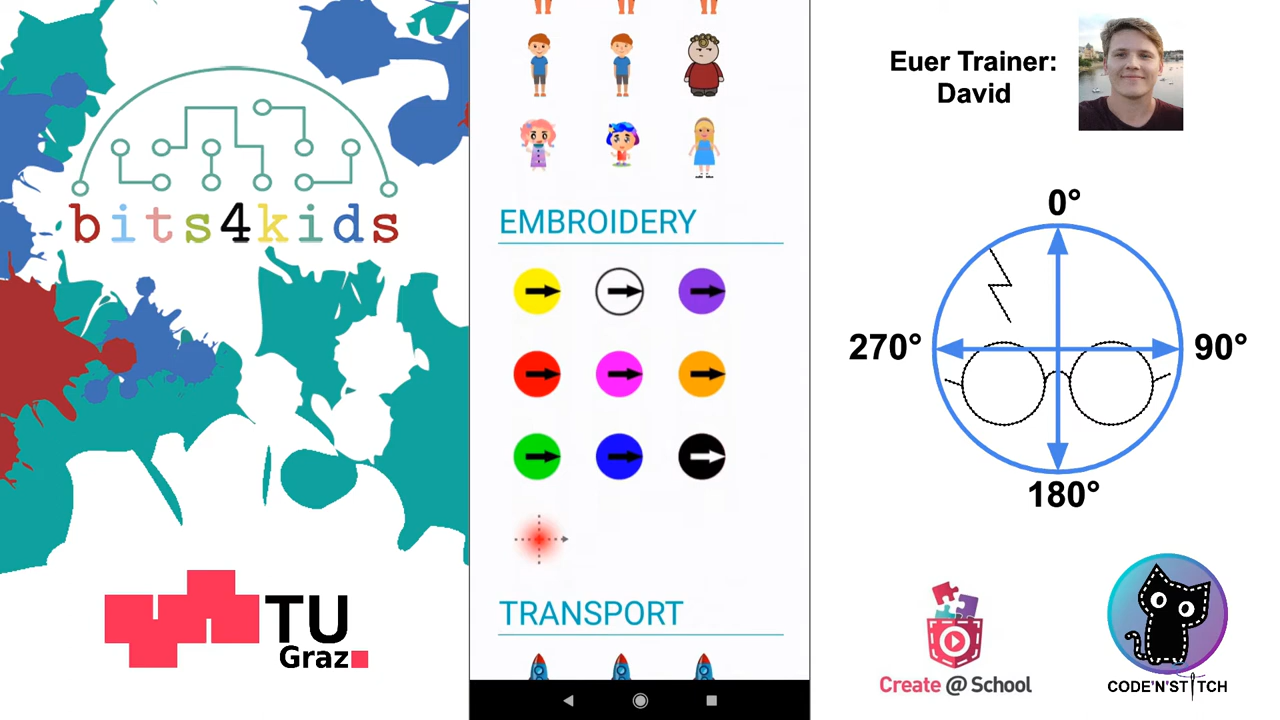 bits4kids
TU
Graz
EMBROIDERY
TRANSPORT
Euer Trainer:
David
0°
270°
90°
180°
Create @ School
CODE'N'STITCH